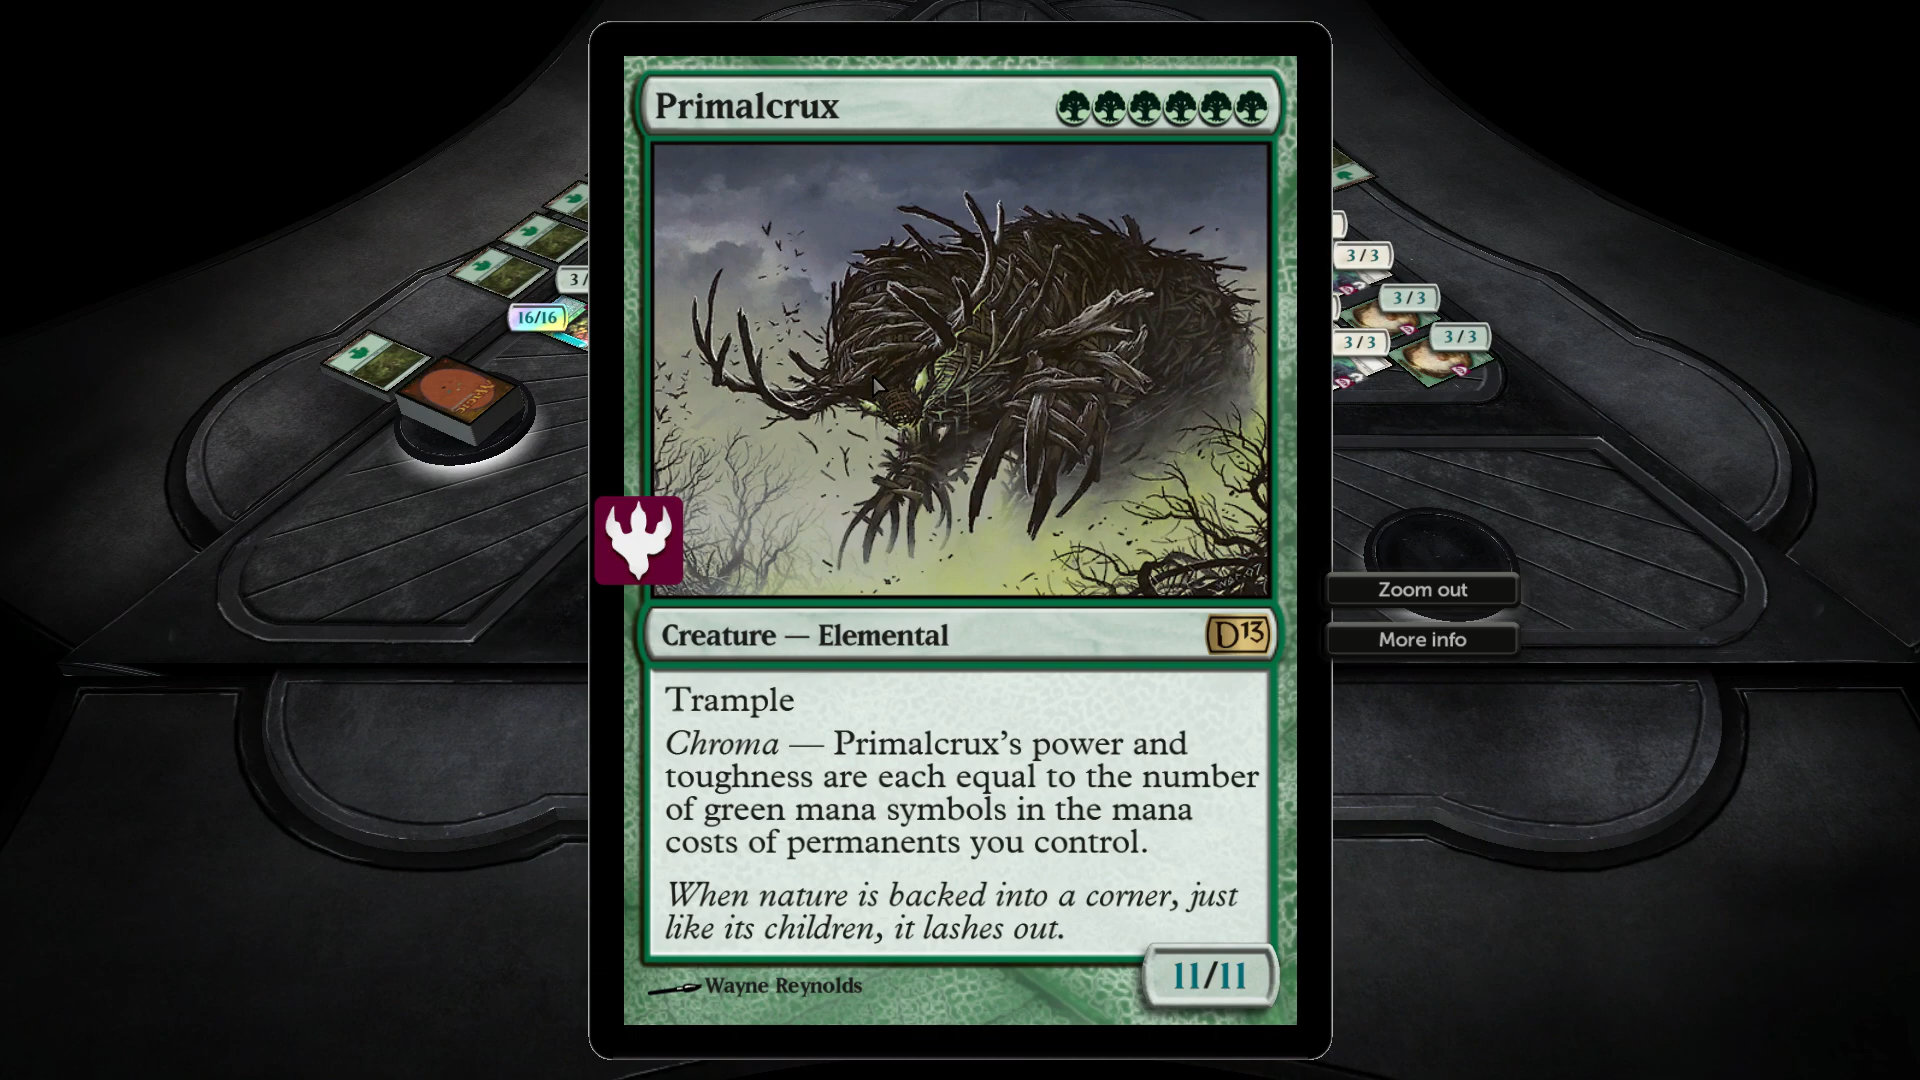 Primalcrux
3/3
3/
3/3
16/16
3/3
3/3
Zoom out
Creature — Elemental
D13
More info
Trample
Chroma — Primalcrux's power and
toughness are each equal to the number
of green mana symbols in the mana
costs of permanents you control.
When nature is backed into a corner, just
like its children, it lashes out.
Wayne Reynolds
11/11